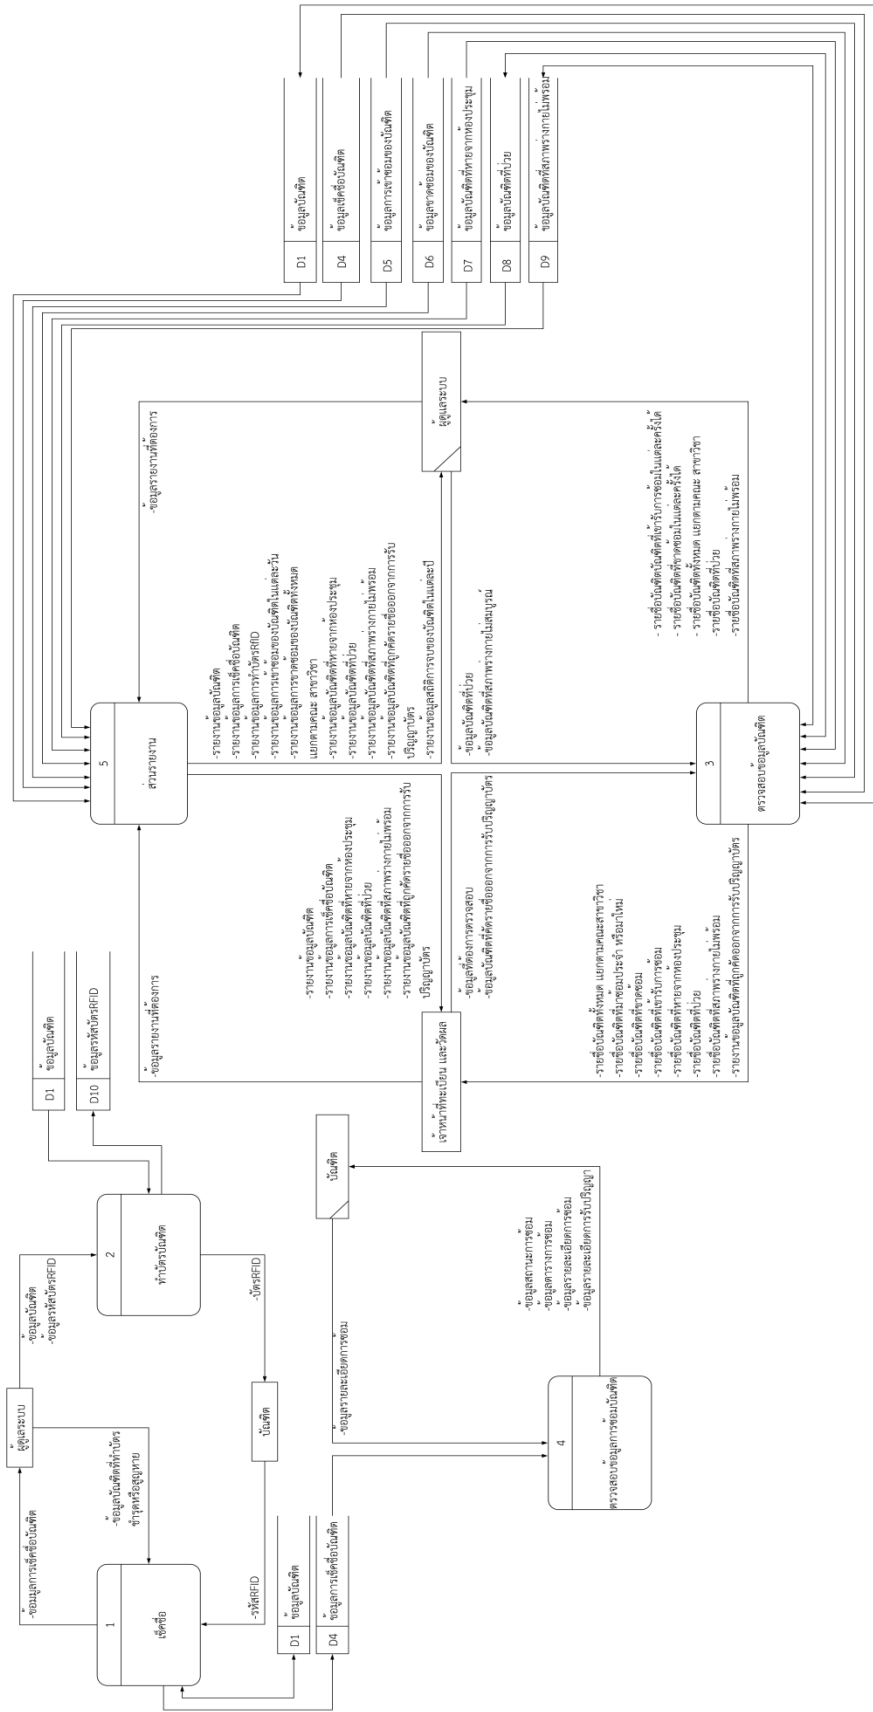 ผู้ดูแลระบบ
-ข้อมูลการเช็คชื่อบัณฑิต
-ข้อมูลบัณฑิตที่ทำบัตร
ชำรุดหรือสูญหาย
1
เช็คชื่อ
-รหัสRFID
บัณฑิต
-บัตรRFID
-ข้อมูลบัณฑิต
-ข้อมูลรหัสบัตรRFID
2
ทำบัตรบัณฑิต
D1
ข้อมูลบัณฑิต
D10
ข้อมูลรหัสบัตรRFID
D1
ข้อมูลบัณฑิต
D4
ข้อมูลการเช็คชื่อบัณฑิต
-ข้อมูลรายละเอียดการซ้อม
บัณฑิต
4
ตรวจสอบข้อมูลการซ้อมบัณฑิต
-ข้อมูลสถานะการซ้อม
-ข้อมูลตารางการซ้อม
-ข้อมูลรายละเอียดการซ้อม
-ข้อมูลรายละเอียดการรับปริญญา
-ข้อมูลรายงานที่ต้องการ
5
ส่วนรายงาน
-ข้อมูลรายงานที่ต้องการ
-รายงานข้อมูลบัณฑิต
-รายงานข้อมูลการเช็คชื่อบัณฑิต
-รายงานข้อมูลบัณฑิตที่หายจากห้องประชุม
-รายงานข้อมูลบัณฑิตที่ป่วย
-รายงานข้อมูลบัณฑิตที่สภาพร่างกายไม่พร้อม
-รายงานข้อมูลบัณฑิตที่ถูกคัดรายชื่อออกจากการรับ
ปริญญาบัตร
-รายงานข้อมูลบัณฑิต
-รายงานข้อมูลการเช็คชื่อบัณฑิต
-รายงานข้อมูลการทำบัตรRfiD
-รายงานข้อมูลการเข้าซ้อมของบัณฑิตในแต่ละวัน
-รายงานข้อมูลการขาดซ้อมของบัณฑิตทั้งหมด
แยกตามคณะ สาขาวิชา
-รายงานข้อมูลบัณฑิตที่หายจากห้องประชุม
-รายงานข้อมูลบัณฑิตที่ป่วย
-รายงานข้อมูลบัณฑิตที่สภาพร่างกายไม่พร้อม
-รายงานข้อมูลบัณฑิตที่ถูกคัดรายชื่อออกจากการรับ
ปริญญาบัตร
-รายงานข้อมูลสถิติการจบของบัณฑิตในแต่ละปี
เจ้าหน้าที่ทะเบียน และวัดผล
ผู้ดูแลระบบ
-ข้อมูลที่ต้องการตรวจสอบ
-ข้อมูลบัณฑิตที่คัดรายชื่อออกจากการรับปริญญาบัตร
-ข้อมูลบัณฑิตที่ป่วย
-ข้อมูลบัณฑิตที่สภาพร่างกายไม่สมบูรณ์
-รายชื่อบัณฑิตทั้งหมด แยกตามคณะสาขาวิชา
-รายชื่อบัณฑิตที่มาซ้อมประจำ หรือมาใหม่
-รายชื่อบัณฑิตที่ขาดซ้อม
-รายชื่อบัณฑิตที่เข้ารับการซ้อม
-รายชื่อบัณฑิตที่หายจากห้องประชุม
-รายชื่อบัณฑิตที่ป่วย
-รายชื่อบัณฑิตที่สภาพร่างกายไม่พร้อม
-รายงานข้อมูลบัณฑิตที่ถูกคัดออกจากการรับปริญญาบัตร
3
ตรวจสอบข้อมูลบัณฑิต
- รายชื่อบัณฑิตบัณฑิตที่เข้ารับการซ้อมในแต่ละครั้งได้
- รายชื่อบัณฑิตที่ขาดซ้อมในแต่ละครั้งได้
- รายชื่อบัณฑิตทั้งหมด แยกตามคณะ สาขาวิชา
-รายชื่อบัณฑิตที่ป่วย
-รายชื่อบัณฑิตที่สภาพร่างกายไม่พร้อม
D1
ข้อมูลบัณฑิต
D4
ข้อมูลเช็คชื่อบัณฑิต
D5
ข้อมูลการเข้าซ้อมของบัณฑิต
D6
ข้อมูลขาดซ้อมของบัณฑิต
D7
ข้อมูลบัณฑิตที่หายจากห้องประชุม
D8
ข้อมูลบัณฑิตที่ป่วย
D9
ข้อมูลบัณฑิตที่สภาพร่างกายไม่พร้อม